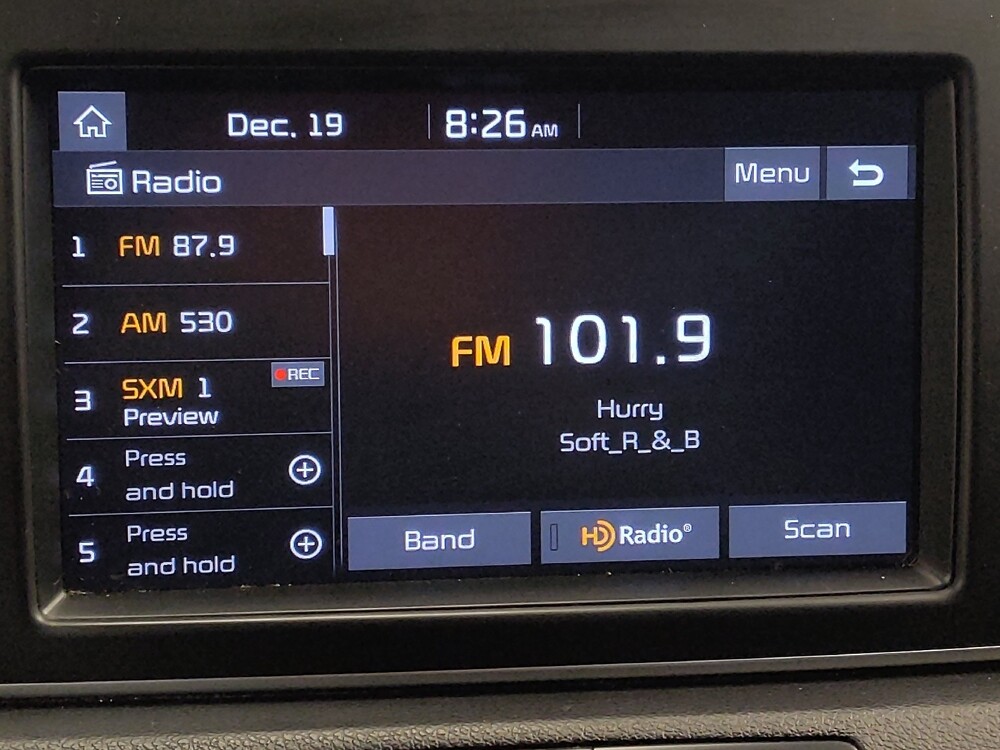 Dec. 19 8:26 AM
Radio Menu
1 FM 87.9
2 AM 530
3 SXM 1 REC
Preview
4 Press
and hold
5 Press
and hold
FM 101.9
Hurry
Soft_R_&_B
Band HD Radio® Scan